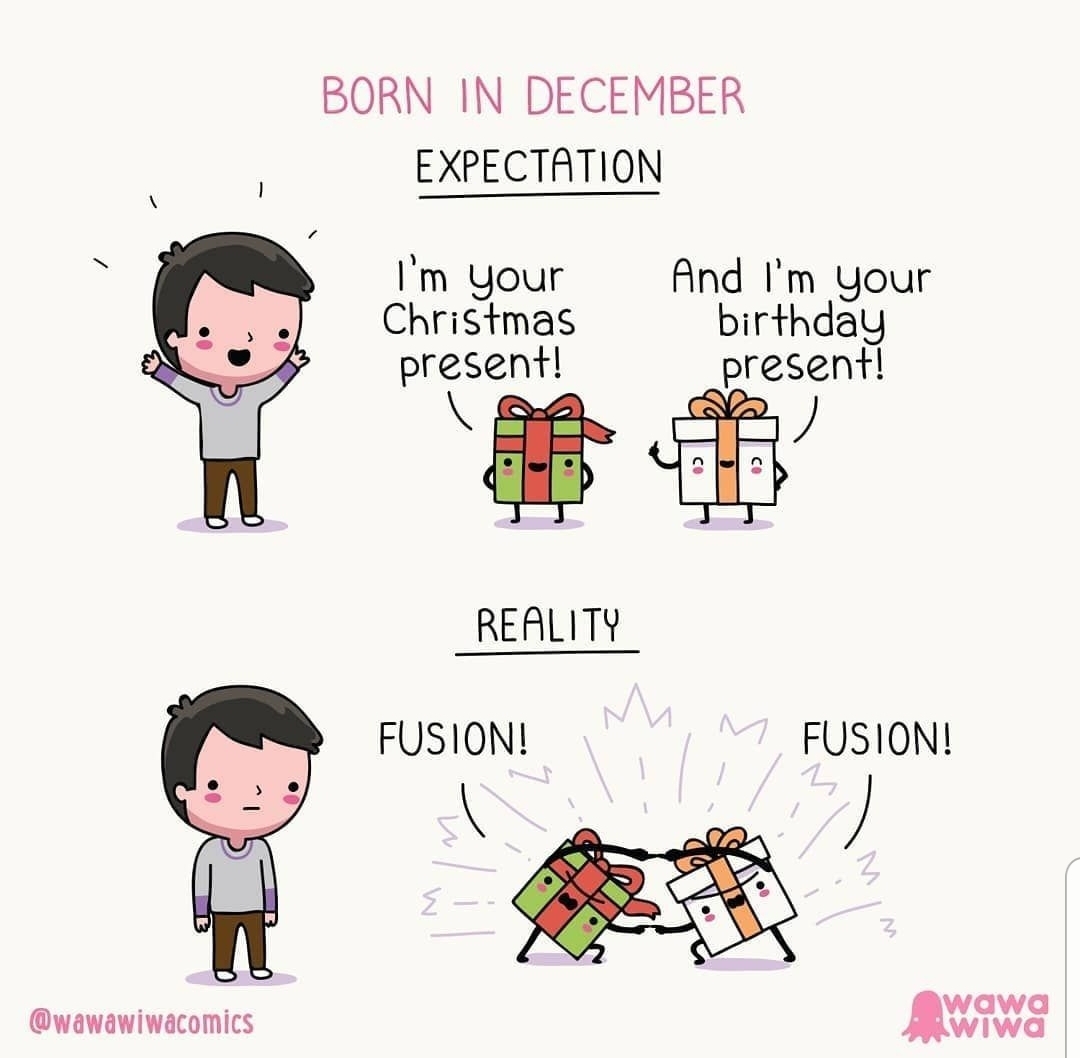 BORN IN DECEMBER
EXPECTATION
I'm your
Christmas
present!
And I'm your
birthday
present!
REALITY
FUSION!
FUSION!
@wawawiwacomics
wawa
wiwa